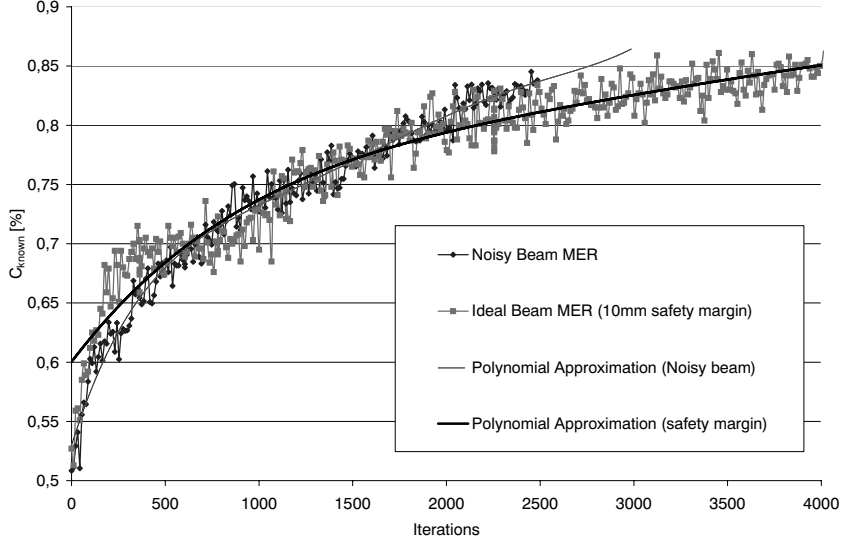 0,9
0,85
0,8
0,75
0,7
0,65
0,6
0,55
0,5
C known [%]
Noisy Beam MER
Ideal Beam MER (10mm safety margin)
Polynomial Approximation (Noisy beam)
Polynomial Approximation (safety margin)
0 500 1000 1500 2000 2500 3000 3500 4000
Iterations